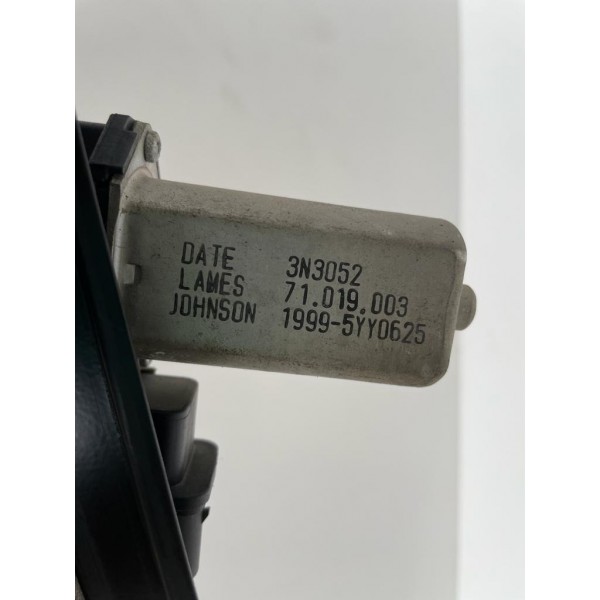 DATE 3N3052
LAMES 71.019.003
JOHNSON 1999-5YY0625